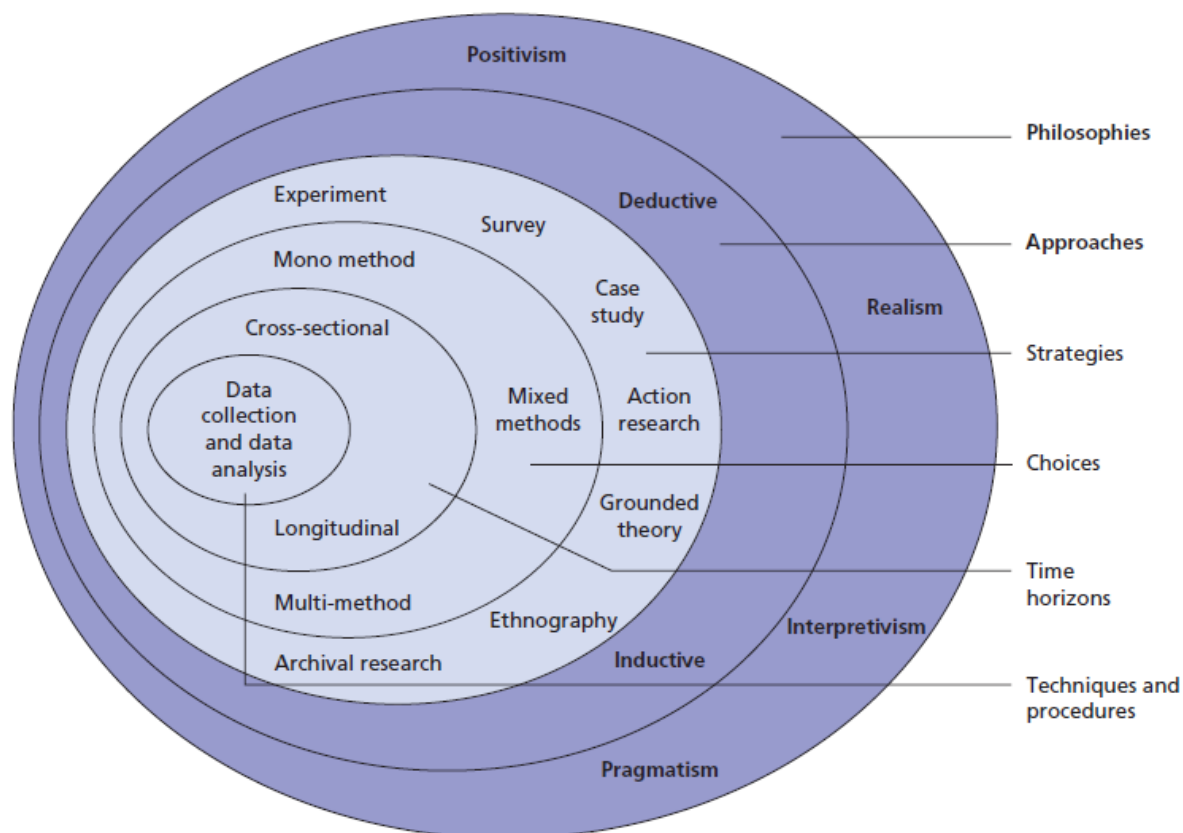 Positivism
Philosophies
Experiment
Deductive
Survey
Approaches
Mono method
Case
study
Realism
Cross-sectional
Strategies
Data
collection
and data
analysis
Mixed
methods
Action
research
Choices
Grounded
theory
Longitudinal
Time
horizons
Multi-method
Ethnography
Interpretivism
Archival research
Inductive
Techniques and
procedures
Pragmatism